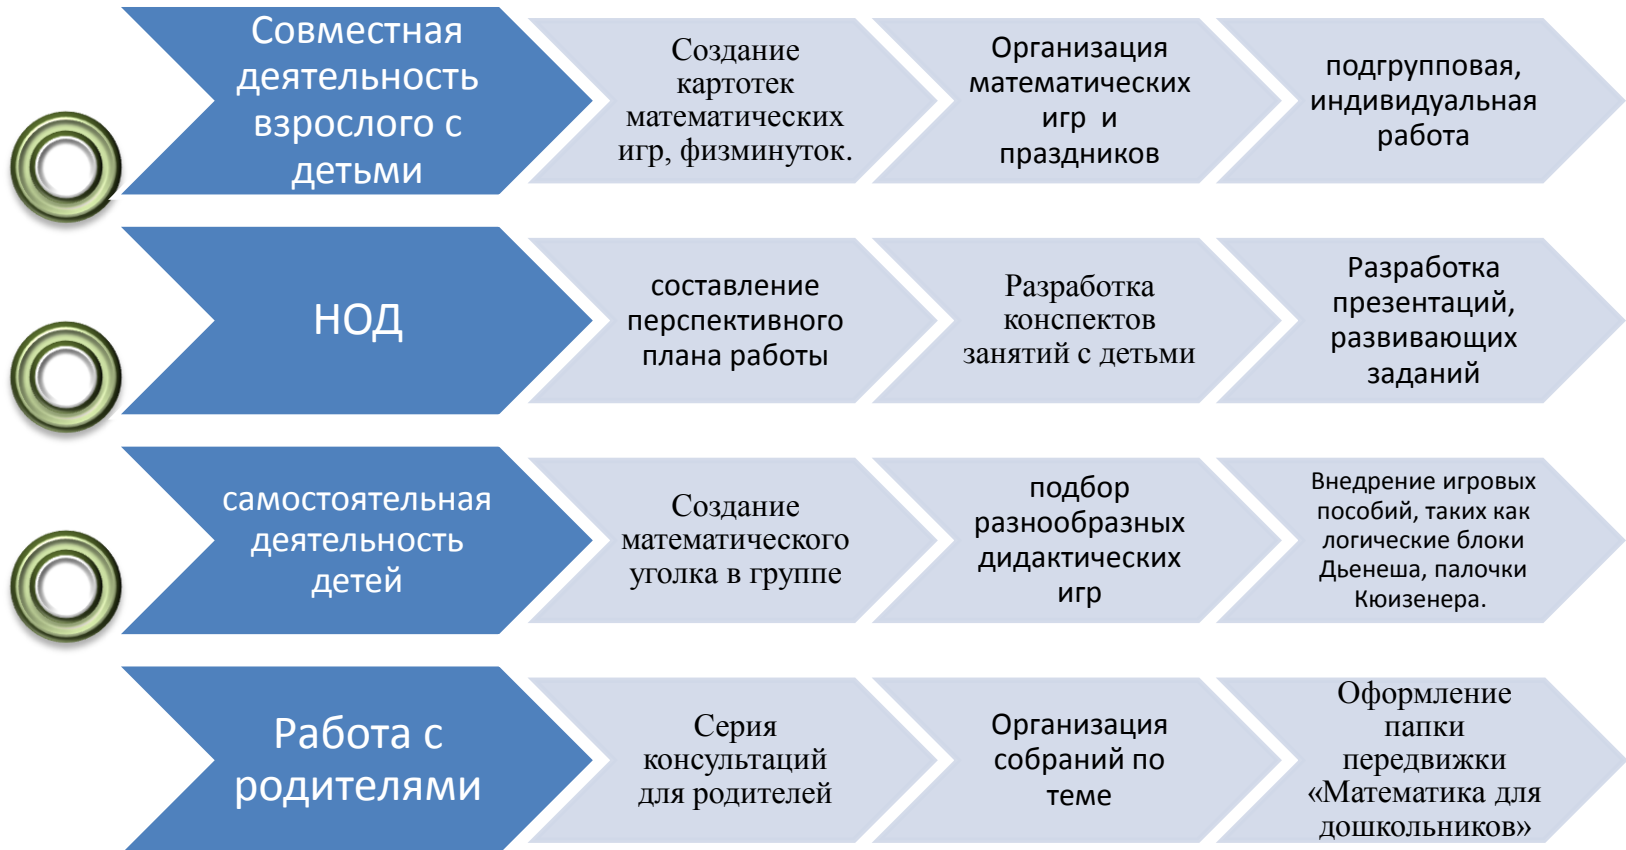 Совместная
деятельность
взрослого с
детьми
Создание
картотек
математических
игр, физминуток.
Организация
математических
игр и
праздников
подгрупповая,
индивидуальная
работа
НОД
составление
перспективного
плана работы
Разработка
конспектов
занятий с детьми
Разработка
презентаций,
развивающих
заданий
самостоятельная
деятельность
детей
Создание
математического
уголка в группе
подбор
разнообразных
дидактических
игр
Внедрение игровых
пособий, таких как
логические блоки
Дьенеша, палочки
Кюизенера.
Работа с
родителями
Серия
консультаций
для родителей
Организация
собраний по
теме
Оформление
папки
передвижки
«Математика для
дошкольников»